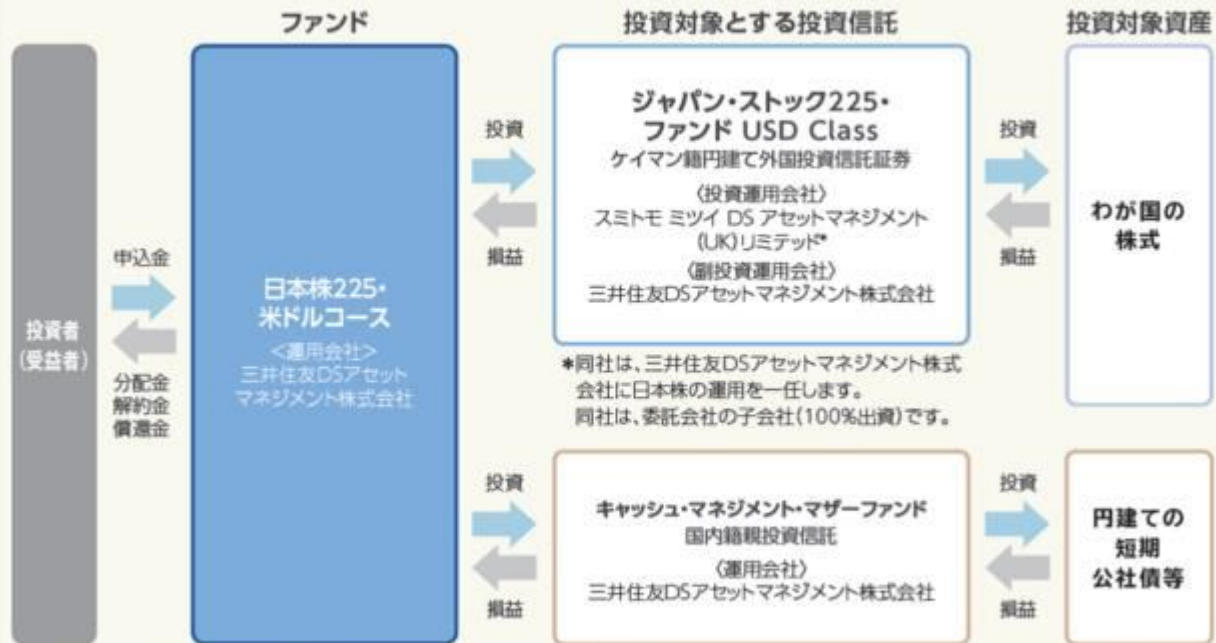 ファンド
投資対象とする投資信託
投資対象資産
投資者
(受益者)
申込金
分配金
解約金
償還金
日本株225・
米ドルコース
<運用会社>
三井住友DSアセット
マネジメント株式会社
投資
損益
ジャパン・ストック225・
ファンド USD Class
ケイマン籍円建て外国投資信託証券
〈投資運用会社〉
スミトモ ミツイ DS アセットマネジメント
(UK)リミテッド*
〈副投資運用会社〉
三井住友DSアセットマネジメント株式会社
投資
損益
わが国の
株式
*同社は、三井住友DSアセットマネジメント株式
会社に日本株の運用を一任します。
同社は、委託会社の子会社(100%出資)です。
投資
損益
キャッシュ・マネジメント・マザーファンド
国内籍親投資信託
〈運用会社〉
三井住友DSアセットマネジメント株式会社
投資
損益
円建ての
短期
公社債等